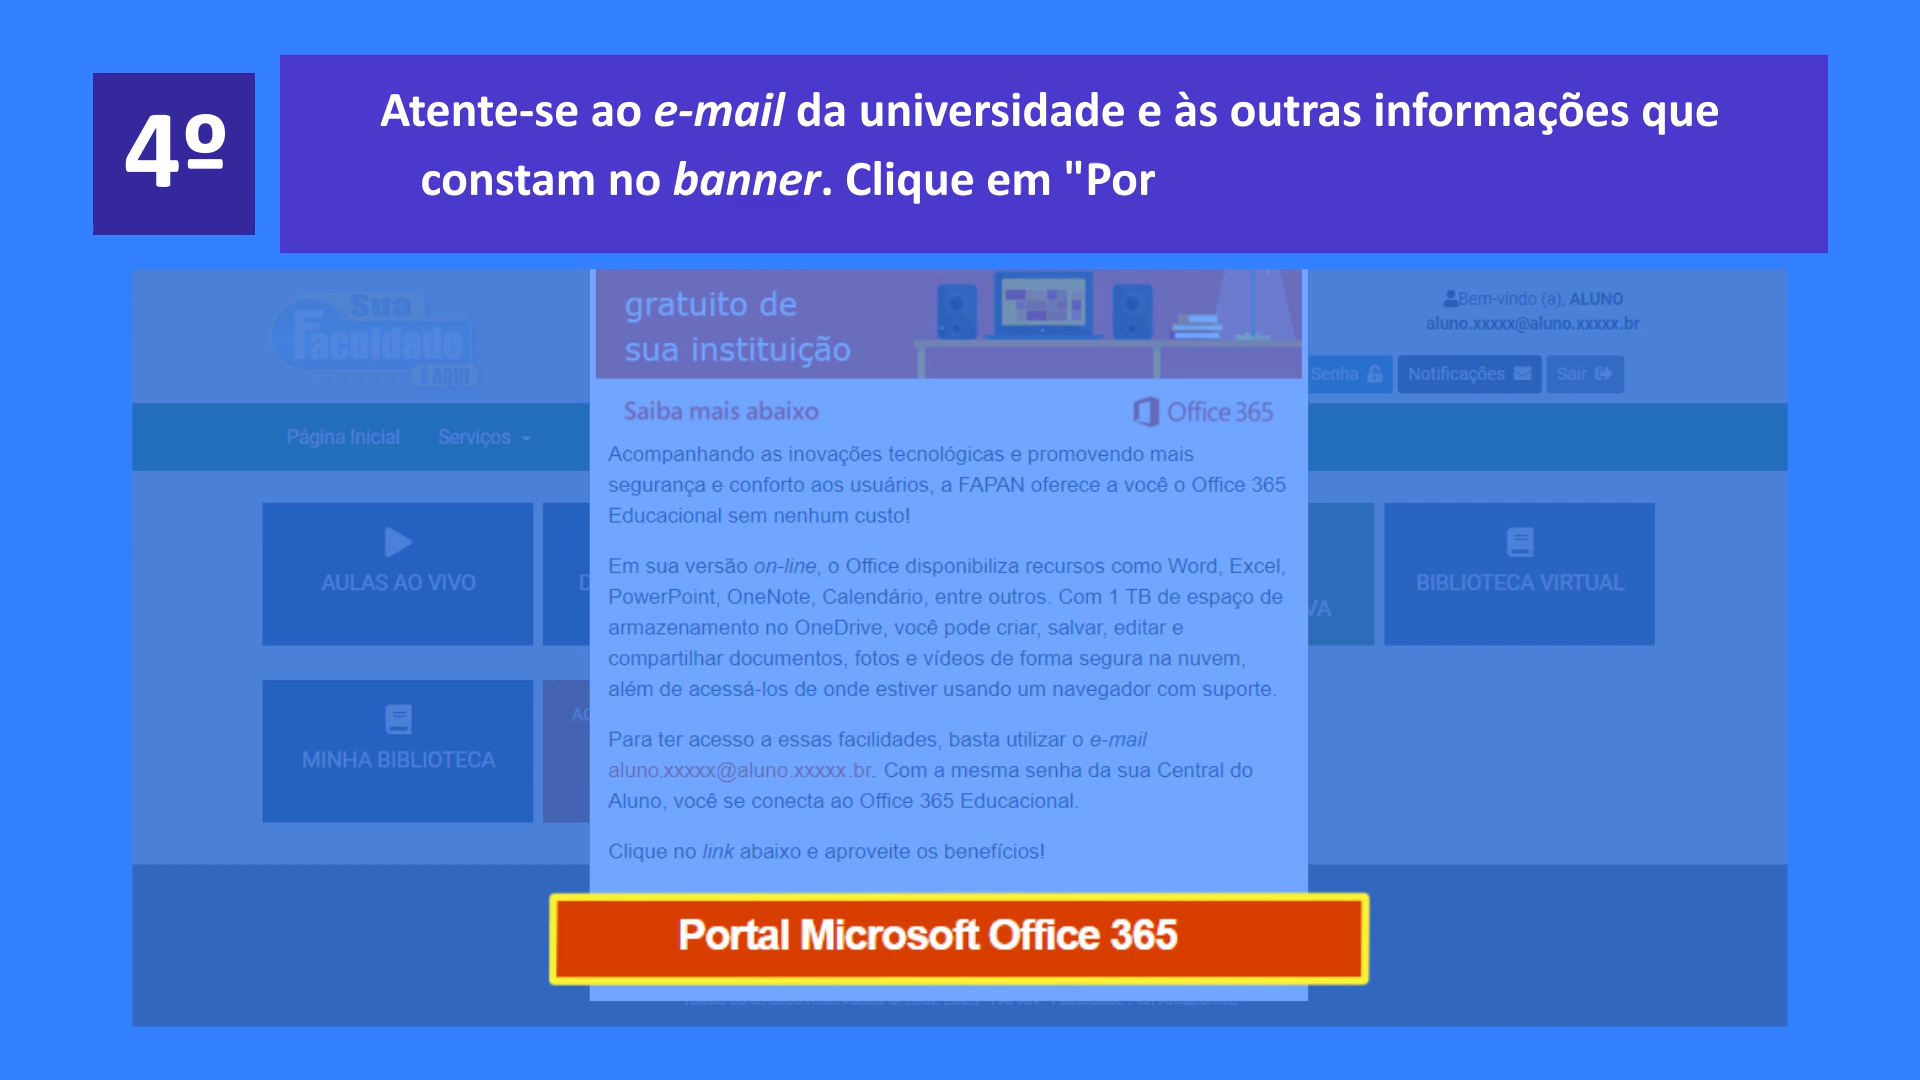 4º
Atente-se ao e-mail da universidade e às outras informações que
constam no banner. Clique em "Por
Sua
Faculdade
É AQUI
gratuito de
sua instituição
Bem-vindo (a), ALUNO
aluno.xxxxx@aluno.xxxxx.br
Senha
Notificações
Sair
Saiba mais abaixo
Office 365
Página Inicial
Serviços
Acompanhando as inovações tecnológicas e promovendo mais
segurança e conforto aos usuários, a FAPAN oferece a você o Office 365
Educacional sem nenhum custo!
Em sua versão on-line, o Office disponibiliza recursos como Word, Excel,
PowerPoint, OneNote, Calendário, entre outros. Com 1 TB de espaço de
armazenamento no OneDrive, você pode criar, salvar, editar e
compartilhar documentos, fotos e vídeos de forma segura na nuvem,
além de acessá-los de onde estiver usando um navegador com suporte.
AULAS AO VIVO
D
VA
BIBLIOTECA VIRTUAL
MINHA BIBLIOTECA
AC
Para ter acesso a essas facilidades, basta utilizar o e-mail
aluno.xxxxx@aluno.xxxxx.br. Com a mesma senha da sua Central do
Aluno, você se conecta ao Office 365 Educacional.
Clique no link abaixo e aproveite os benefícios!
Portal Microsoft Office 365